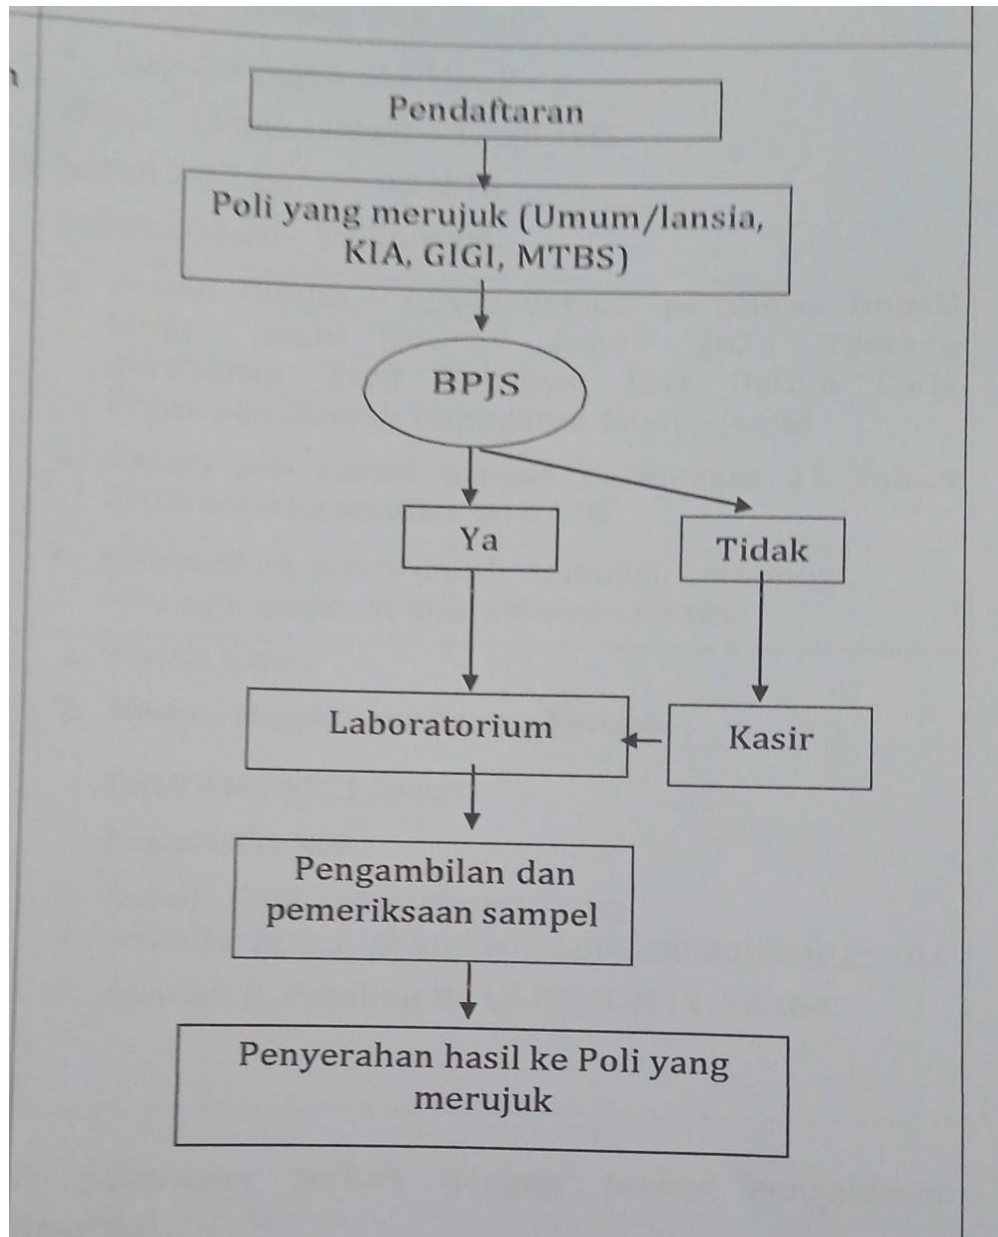 Pendaftaran
Poli yang merujuk (Umum/lansia,
KIA, GIGI, MTBS)
BPJS
Ya
Tidak
Laboratorium
Kasir
Pengambilan dan
pemeriksaan sampel
Penyerahan hasil ke Poli yang
merujuk